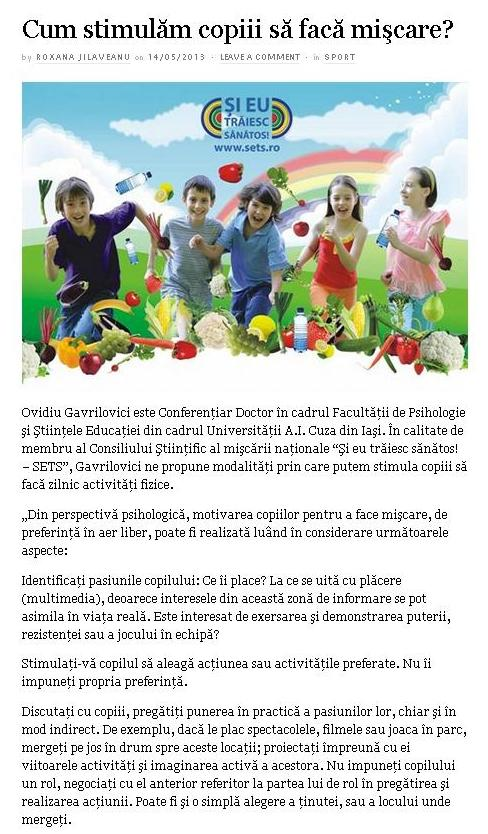 Cum stimulăm copiii să facă mişcare?
by ROXANA JILAVEANU on 14/05/2013 · LEAVE A COMMENT · in SPORT
ŞI EU
TRĂIESC
SĂNĂTOS!
www.sets.ro
Ovidiu Gavrilovici este Conferenţiar Doctor în cadrul Facultăţii de Psihologie
şi Ştiinţele Educaţiei din cadrul Universităţii A.I. Cuza din Iaşi. În calitate de
membru al Consiliului Ştiinţific al mişcării naţionale “Şi eu trăiesc sănătos!
– SETS”, Gavrilovici ne propune modalităţi prin care putem stimula copiii să
facă zilnic activităţi fizice.
„Din perspectivă psihologică, motivarea copiilor pentru a face mişcare, de
preferinţă în aer liber, poate fi realizată luând în considerare următoarele
aspecte:
Identificaţi pasiunile copilului: Ce îi place? La ce se uită cu plăcere
(multimedia), deoarece interesele din această zonă de informare se pot
asimila în viaţa reală. Este interesat de exersarea şi demonstrarea puterii,
rezistenţei sau a jocului în echipă?
Stimulaţi-vă copilul să aleagă acţiunea sau activităţile preferate. Nu îi
impuneţi propria preferinţă.
Discutaţi cu copiii, pregătiţi punerea în practică a pasiunilor lor, chiar şi în
mod indirect. De exemplu, dacă le plac spectacolele, filmele sau joaca în parc,
mergeţi pe jos în drum spre aceste locaţii; proiectaţi împreună cu ei
viitoarele activităţi şi imaginarea activă a acestora. Nu impuneţi copilului
un rol, negociaţi cu el anterior referitor la partea lui de rol în pregătirea şi
realizarea acţiunii. Poate fi şi o simplă alegere a ţinutei, sau a locului unde
mergeţi.